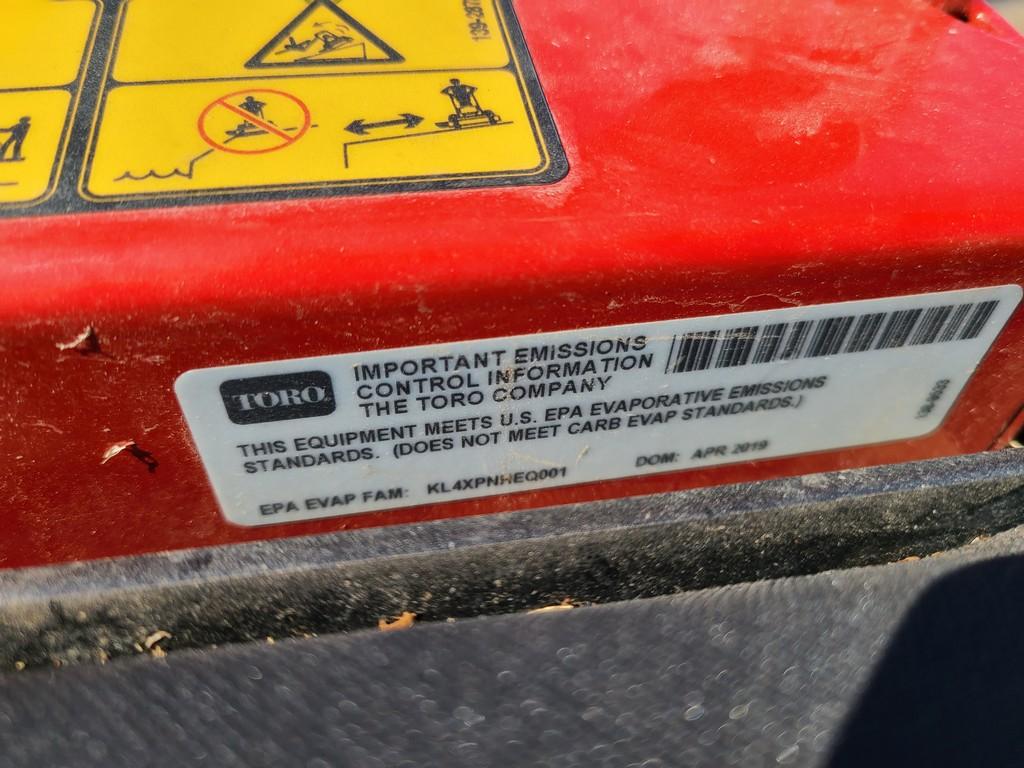 TORO
IMPORTANT EMISSIONS
CONTROL INFORMATION
THE TORO COMPANY
THIS EQUIPMENT MEETS U.S. EPA EVAPORATIVE EMISSIONS
STANDARDS. (DOES NOT MEET CARB EVAP STANDARDS.)
EPA EVAP FAM: KL4XPNHEQ001
DOM: APR 2019